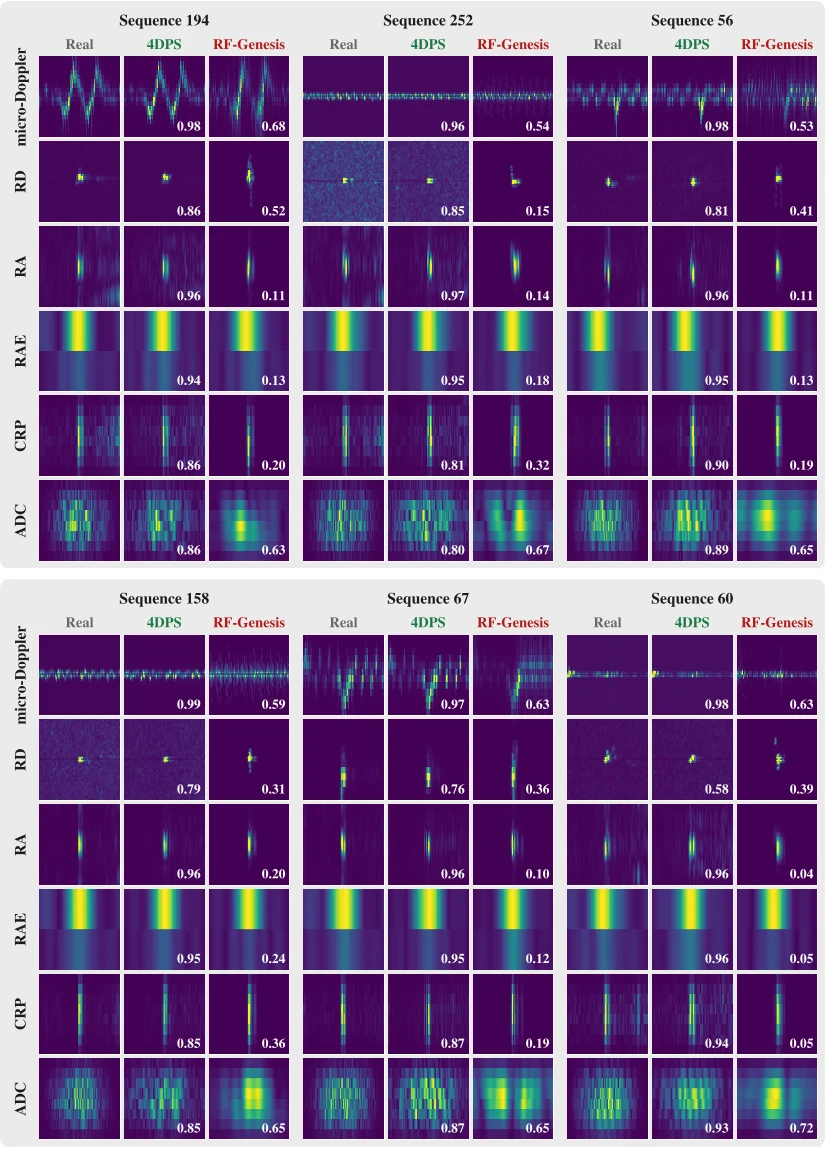 Sequence 194 Sequence 252 Sequence 56
Real 4DPS RF-Genesis Real 4DPS RF-Genesis Real 4DPS RF-Genesis
micro-Doppler 0.98 0.68 0.96 0.54 0.98 0.53
RD 0.86 0.52 0.85 0.15 0.81 0.41
RA 0.96 0.11 0.97 0.14 0.96 0.11
RAE 0.94 0.13 0.95 0.18 0.95 0.13
CRP 0.86 0.20 0.81 0.32 0.90 0.19
ADC 0.86 0.63 0.80 0.67 0.89 0.65
Sequence 158 Sequence 67 Sequence 60
Real 4DPS RF-Genesis Real 4DPS RF-Genesis Real 4DPS RF-Genesis
micro-Doppler 0.99 0.59 0.97 0.63 0.98 0.63
RD 0.79 0.31 0.76 0.36 0.58 0.39
RA 0.96 0.20 0.96 0.10 0.96 0.04
RAE 0.95 0.24 0.95 0.12 0.96 0.05
CRP 0.85 0.36 0.87 0.19 0.94 0.05
ADC 0.85 0.65 0.87 0.65 0.93 0.72